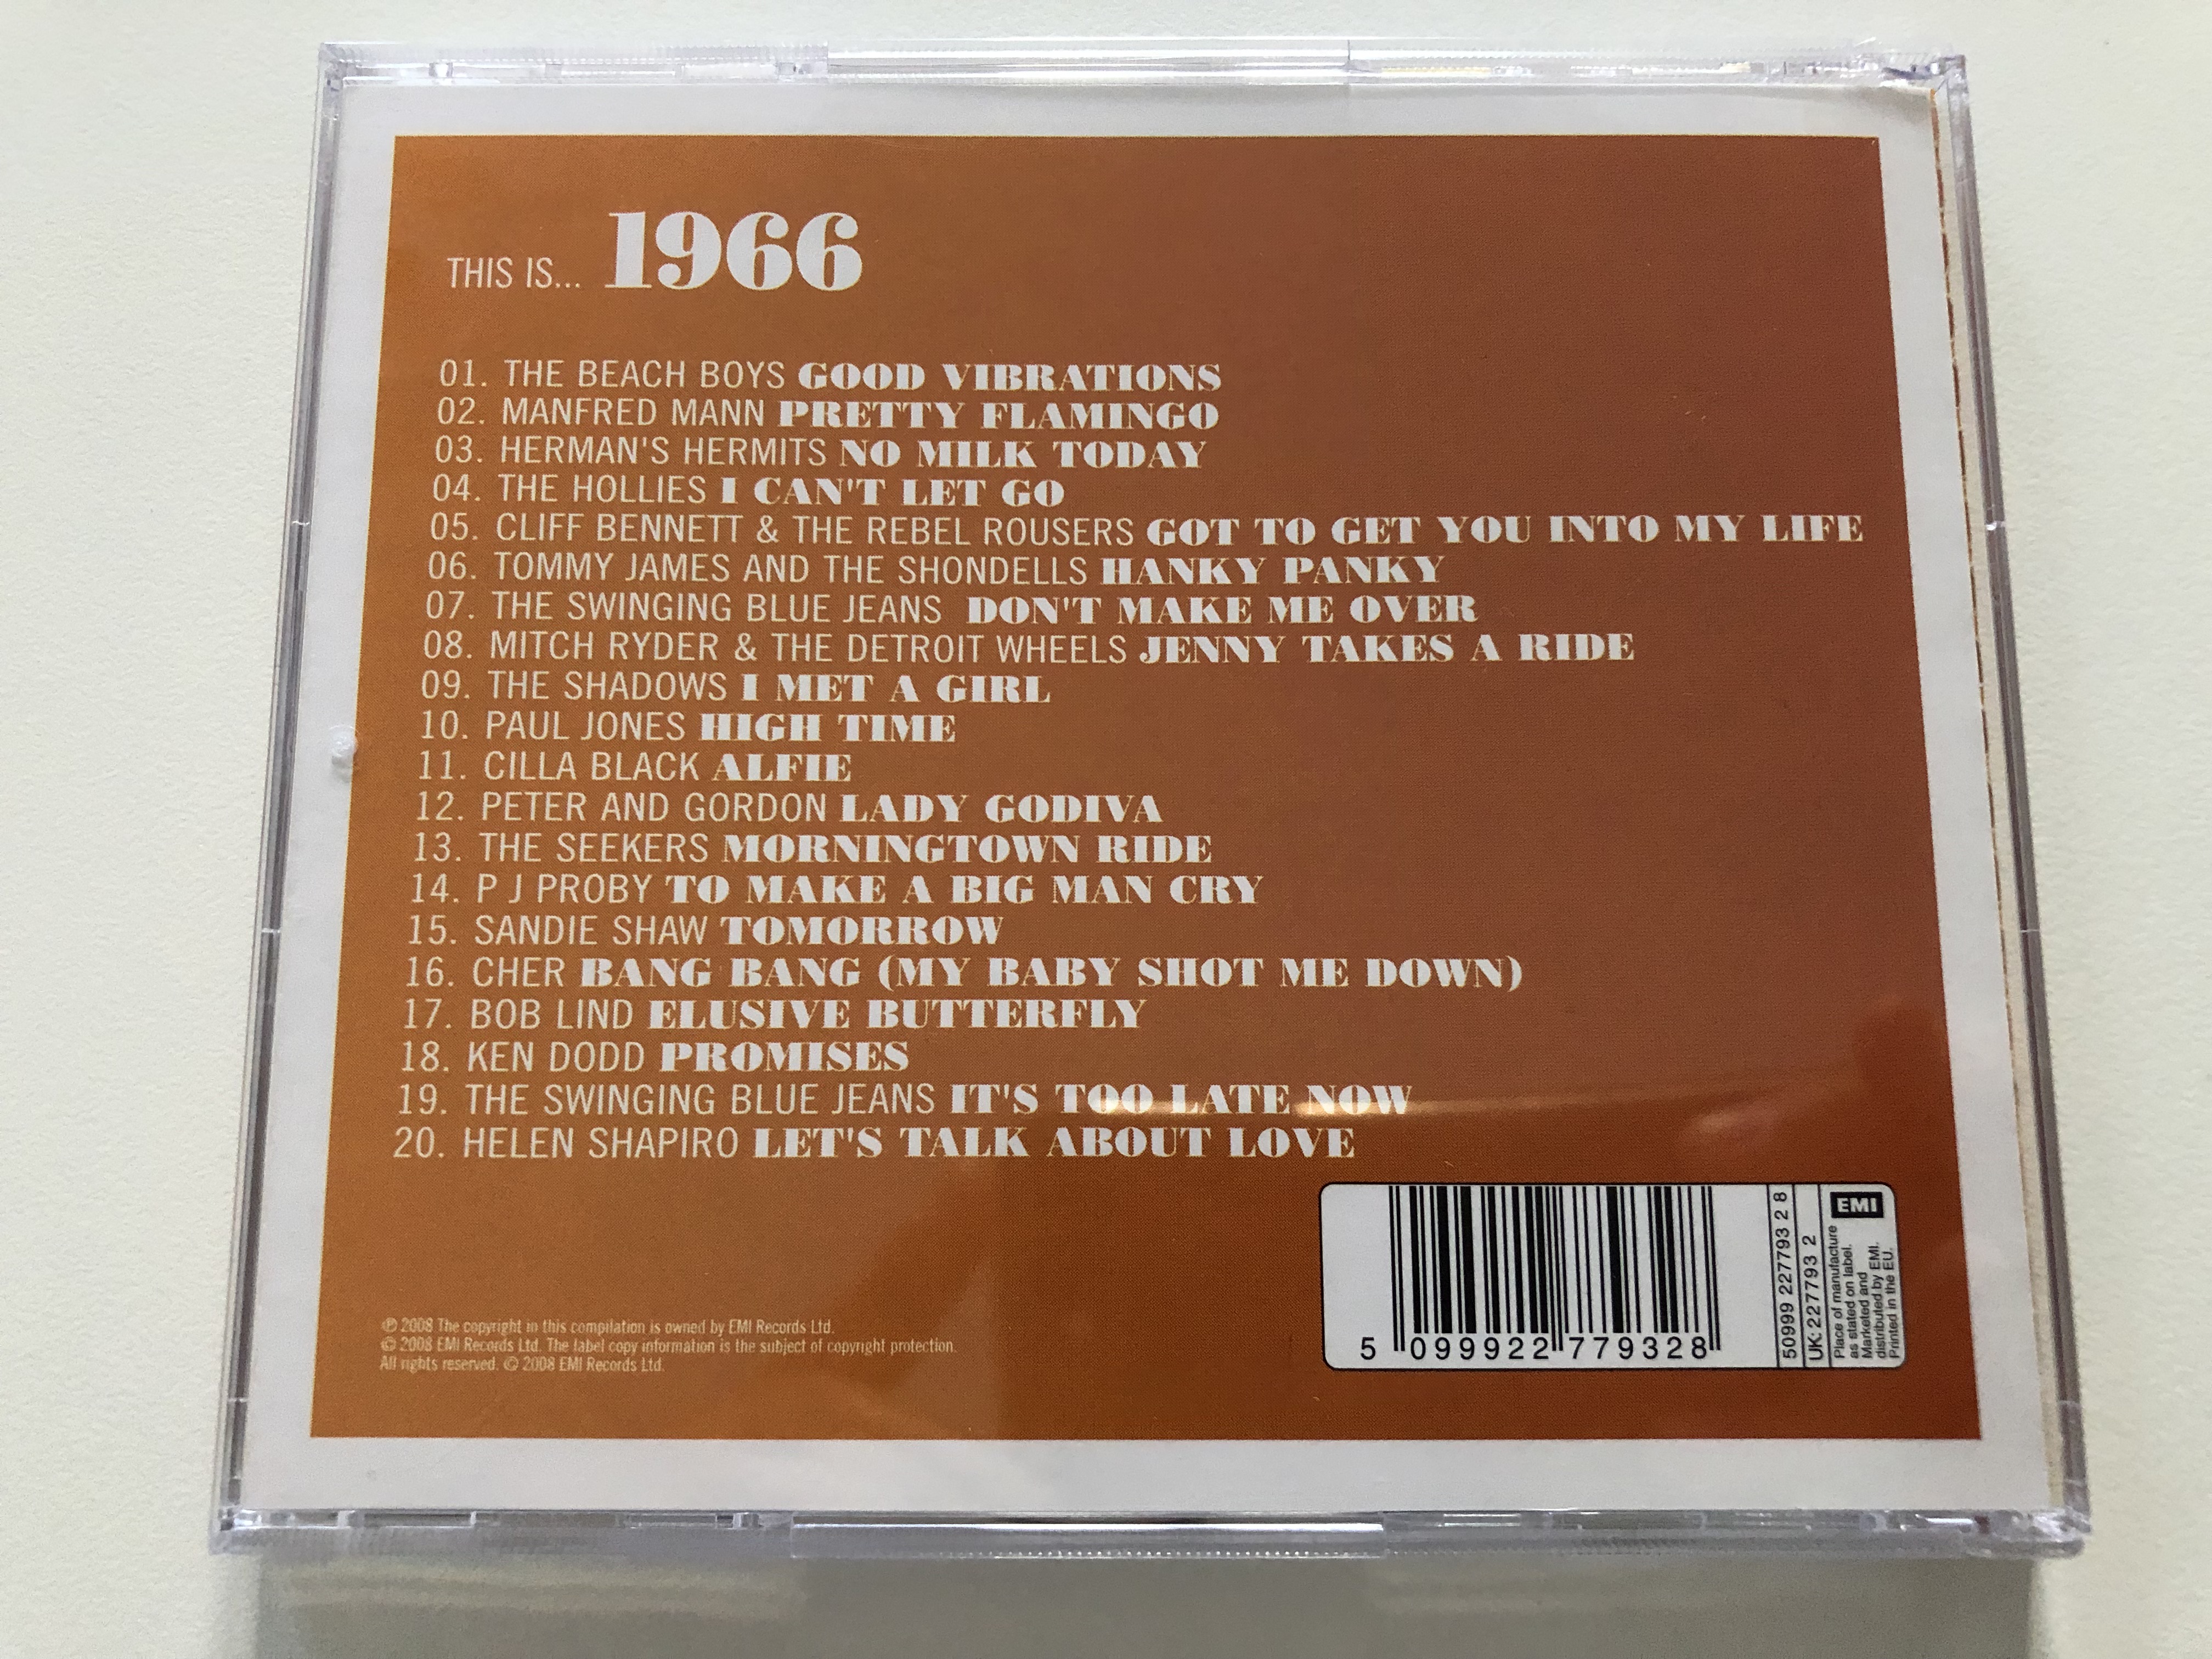 THIS IS... 1966
01. THE BEACH BOYS GOOD VIBRATIONS
02. MANFRED MANN PRETTY FLAMINGO
03. HERMAN'S HERMITS NO MILK TODAY
04. THE HOLLIES I CAN'T LET GO
05. CLIFF BENNETT & THE REBEL ROUSERS GOT TO GET YOU INTO MY LIFE
06. TOMMY JAMES AND THE SHONDELLS HANKY PANKY
07. THE SWINGING BLUE JEANS DON'T MAKE ME OVER
08. MITCH RYDER & THE DETROIT WHEELS JENNY TAKES A RIDE
09. THE SHADOWS I MET A GIRL
10. PAUL JONES HIGH TIME
11. CILLA BLACK ALFIE
12. PETER AND GORDON LADY GODIVA
13. THE SEEKERS MORNINGTOWN RIDE
14. P J PROBY TO MAKE A BIG MAN CRY
15. SANDIE SHAW TOMORROW
16. CHER BANG BANG (MY BABY SHOT ME DOWN)
17. BOB LIND ELUSIVE BUTTERFLY
18. KEN DODD PROMISES
19. THE SWINGING BLUE JEANS IT'S TOO LATE NOW
20. HELEN SHAPIRO LET'S TALK ABOUT LOVE
℗ 2008 The copyright in this compilation is owned by EMI Records Ltd.
© 2008 EMI Records Ltd. The label copy information is the subject of copyright protection.
All rights reserved. © 2008 EMI Records Ltd.
5 099922 779328
50999 227793 2 8
UK: 227793 2
EMI
Place of manufacture
as stated on label.
Marketed and
distributed by EMI.
Printed in the EU.